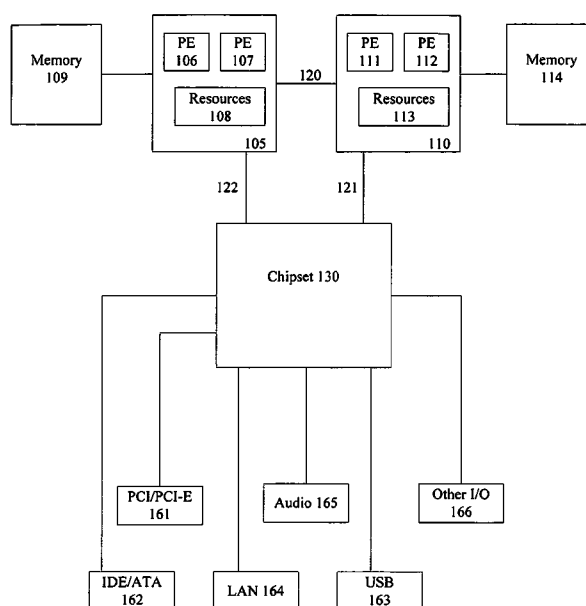 Memory
109
PE
106
PE
107
Resources
108
105
120
PE
111
PE
112
Resources
113
110
Memory
114
122
121
Chipset 130
PCI/PCI-E
161
Audio 165
Other I/O
166
IDE/ATA
162
LAN 164
USB
163